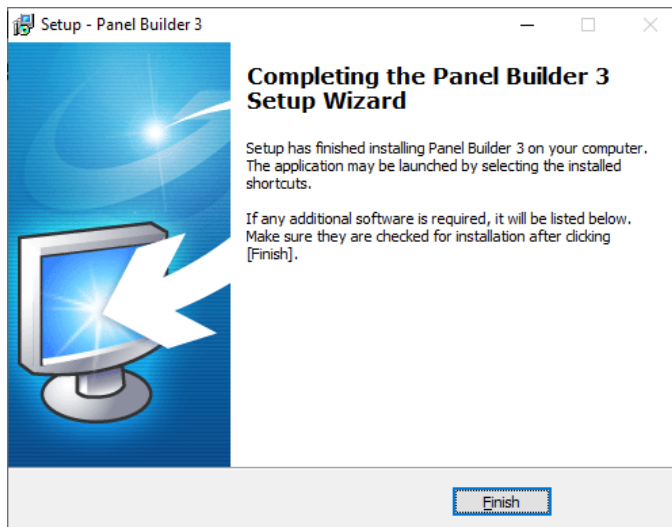 Setup - Panel Builder 3
Completing the Panel Builder 3
Setup Wizard
Setup has finished installing Panel Builder 3 on your computer.
The application may be launched by selecting the installed
shortcuts.
If any additional software is required, it will be listed below.
Make sure they are checked for installation after clicking
[Finish].
Finish